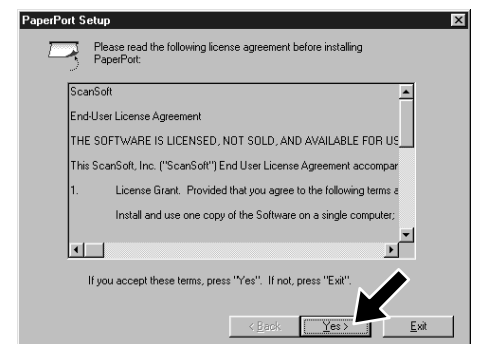 PaperPort Setup
Please read the following license agreement before installing
PaperPort:
ScanSoft
End-User License Agreement
THE SOFTWARE IS LICENSED, NOT SOLD, AND AVAILABLE FOR US
This ScanSoft, Inc. ("ScanSoft") End User License Agreement accompar
1. License Grant. Provided that you agree to the following terms a
Install and use one copy of the Software on a single computer;
If you accept these terms, press "Yes". If not, press "Exit".
< Back Yes > Exit